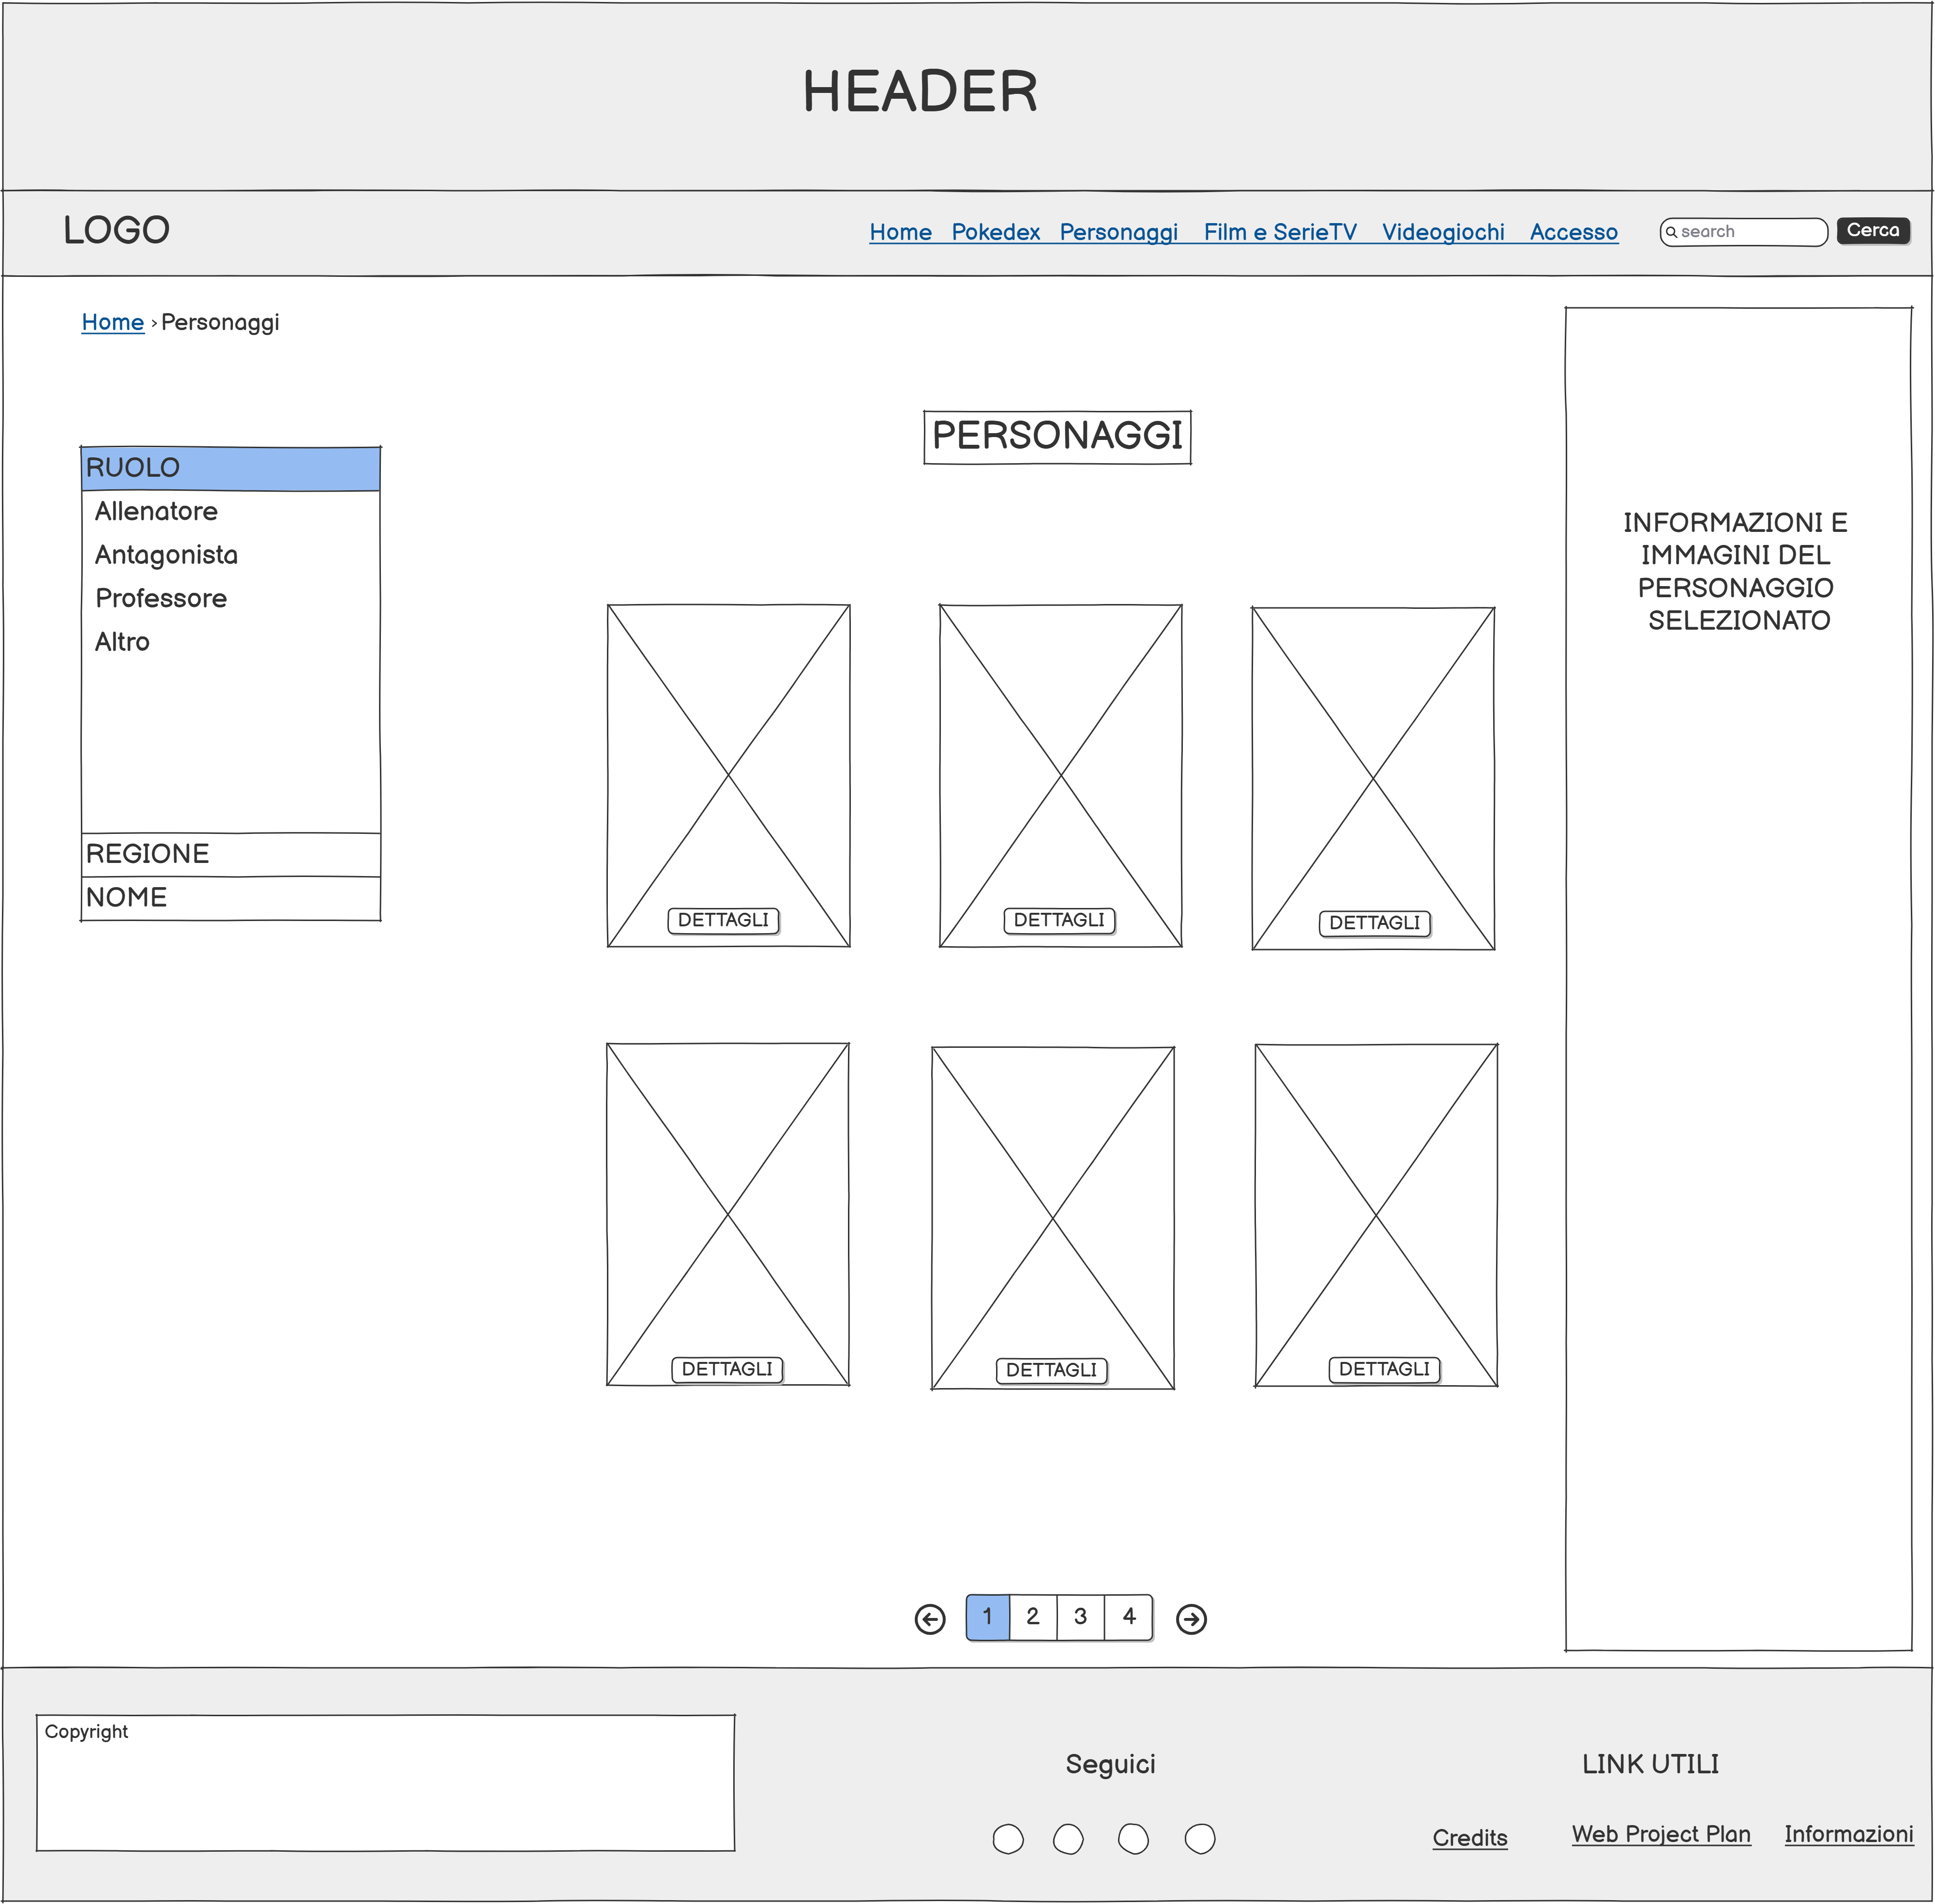 HEADER
LOGO
Home Pokedex Personaggi Film e SerieTV Videogiochi Accesso
search
Cerca
Home › Personaggi
PERSONAGGI
RUOLO
Allenatore
Antagonista
Professore
Altro
REGIONE
NOME
DETTAGLI
DETTAGLI
DETTAGLI
DETTAGLI
DETTAGLI
DETTAGLI
INFORMAZIONI E
IMMAGINI DEL
PERSONAGGIO
SELEZIONATO
1 2 3 4
Copyright
Seguici
LINK UTILI
Credits
Web Project Plan
Informazioni